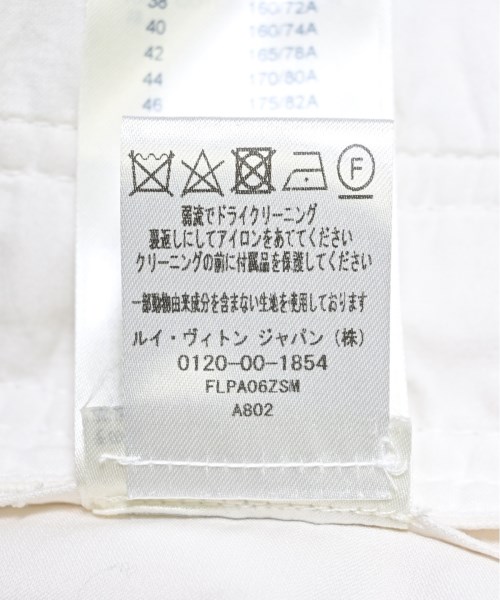 38 160/72A
40 160/74A
42 165/78A
44 170/80A
46 175/82A
F
弱流でドライクリーニング
裏返しにしてアイロンをあててください
クリーニングの前に付属品を保護してください
一部動物由来成分を含まない生地を使用しております
ルイ・ヴィトン ジャパン (株)
0120-00-1854
FLPA06ZSM
A802